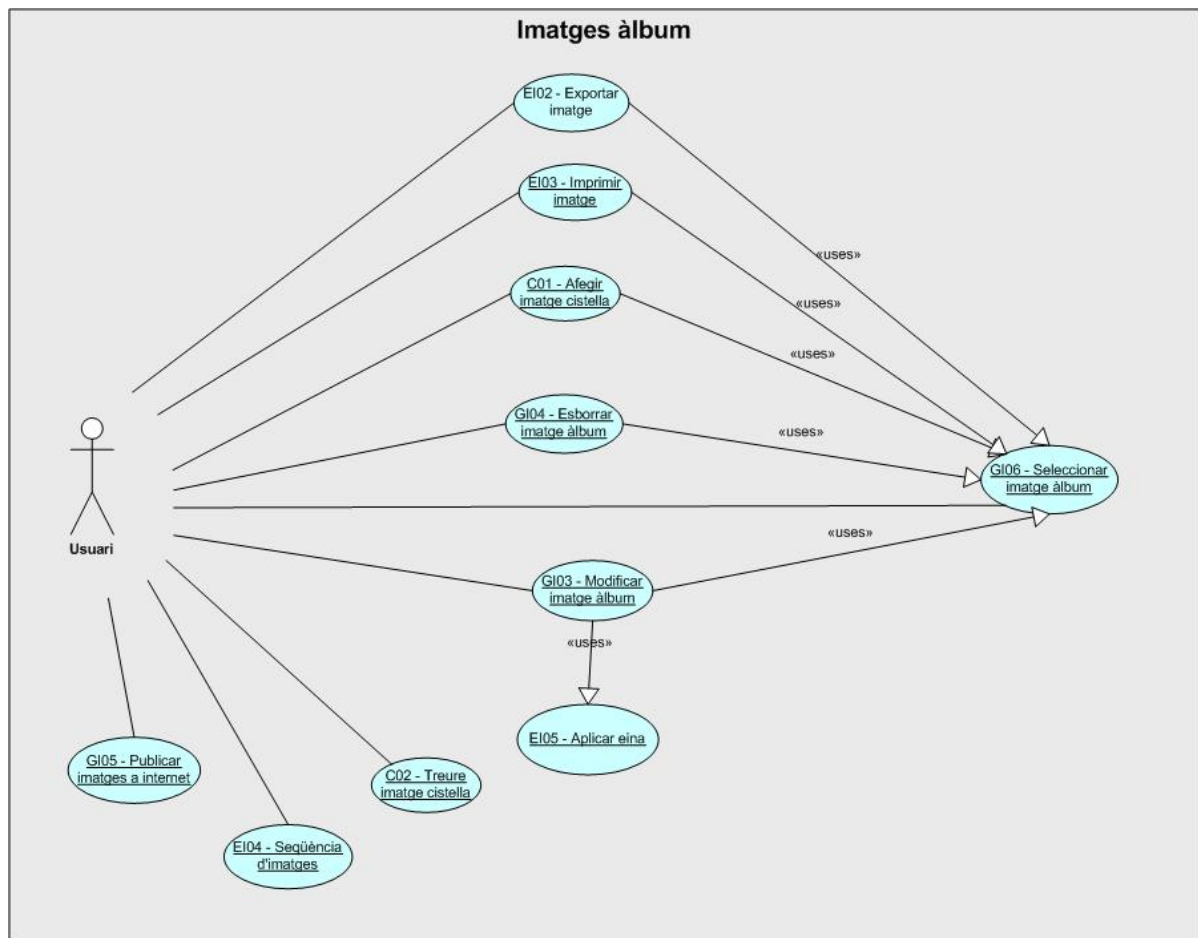 Imatges àlbum
EI02 - Exportar
imatge
EI03 - Imprimir
imatge
«uses»
C01 - Afegir
imatge cistella
«uses»
«uses»
GI04 - Esborrar
imatge àlbum
«uses»
GI06 - Seleccionar
imatge àlbum
Usuari
«uses»
GI03 - Modificar
imatge àlbum
«uses»
EI05 - Aplicar eina
GI05 - Publicar
imatges a internet
C02 - Treure
imatge cistella
EI04 - Seqüència
d'imatges